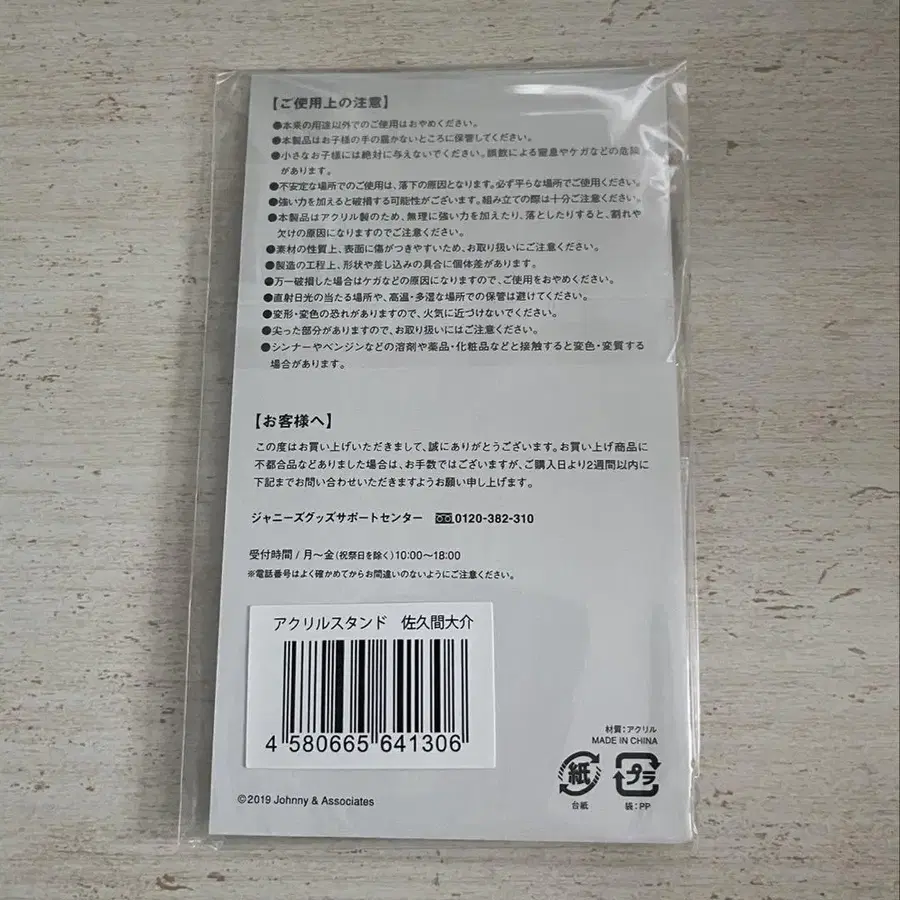 【ご使用上の注意】
●本来の用途以外でのご使用はおやめください。
●本製品はお子様の手の届かないところに保管してください。
●小さなお子様には絶対に与えないでください。誤飲による窒息やケガなどの危険
があります。
●不安定な場所でのご使用は、落下の原因となります。必ず平らな場所でご使用ください。
●強い力を加えると破損する可能性がございます。組み立ての際は十分ご注意ください。
●本製品はアクリル製のため、無理に強い力を加えたり、落としたりすると、割れや
欠けの原因になりますのでご注意ください。
●素材の性質上、表面に傷がつきやすいため、お取り扱いにご注意ください。
●製造の工程上、形状や差し込みの具合に個体差があります。
●万一破損した場合はケガなどの原因になりますので、ご使用をおやめください。
●直射日光の当たる場所や、高温・多湿な場所での保管は避けてください。
●変形・変色の恐れがありますので、火気に近づけないでください。
●尖った部分がありますので、お取り扱いにはご注意ください。
●シンナーやベンジンなどの溶剤や薬品・化粧品などと接触すると変色・変質する
場合があります。
【お客様へ】
この度はお買い上げいただきまして、誠にありがとうございます。お買い上げ商品に
不都合品などありました場合は、お手数ではございますが、ご購入日より2週間以内に
下記までお問い合わせいただきますようお願い申し上げます。
ジャニーズグッズサポートセンター 0120-382-310
受付時間 / 月〜金(祝祭日を除く)10:00〜18:00
※電話番号はよく確かめてからお間違いのないようにご注意ください。
アクリルスタンド 佐久間大介
4 580665 641306
材質:アクリル
MADE IN CHINA
紙 プラ
台紙 袋:PP
©2019 Johnny & Associates